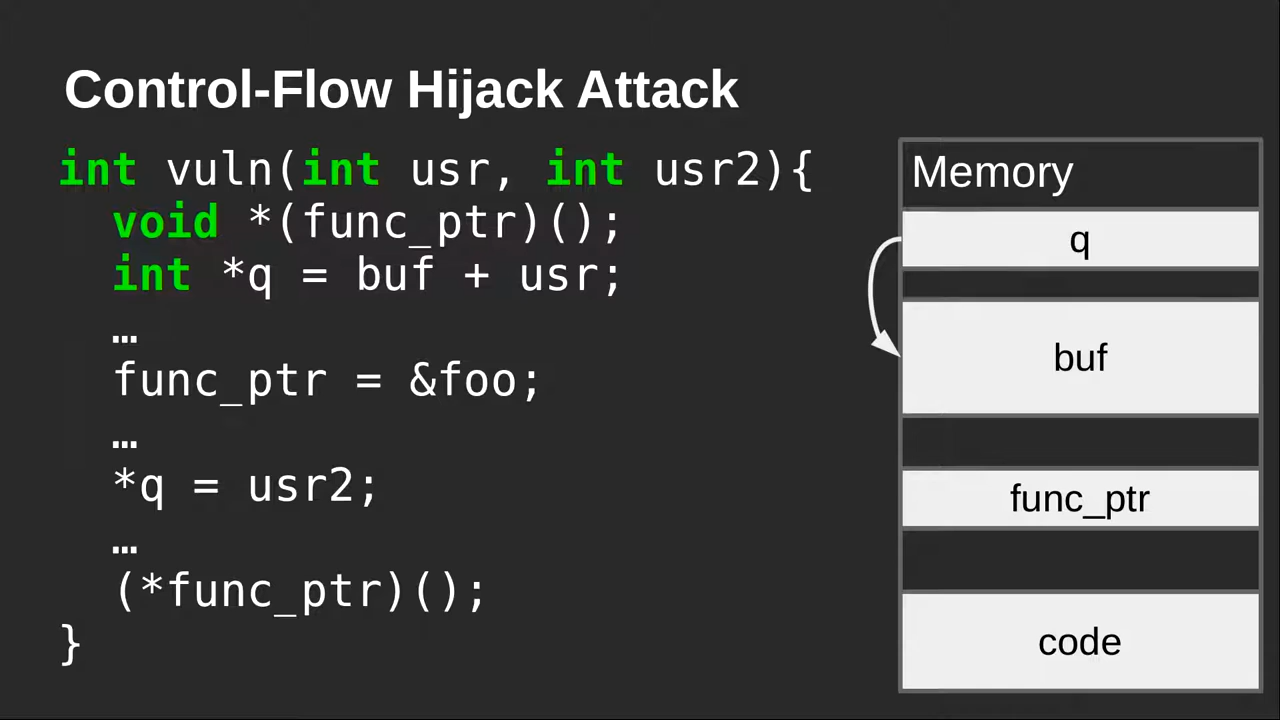 Control-Flow Hijack Attack
int vuln(int usr, int usr2){
void *(func_ptr)();
int *q = buf + usr;
…
func_ptr = &foo;
…
*q = usr2;
…
(*func_ptr)();
}
Memory
q
buf
func_ptr
code